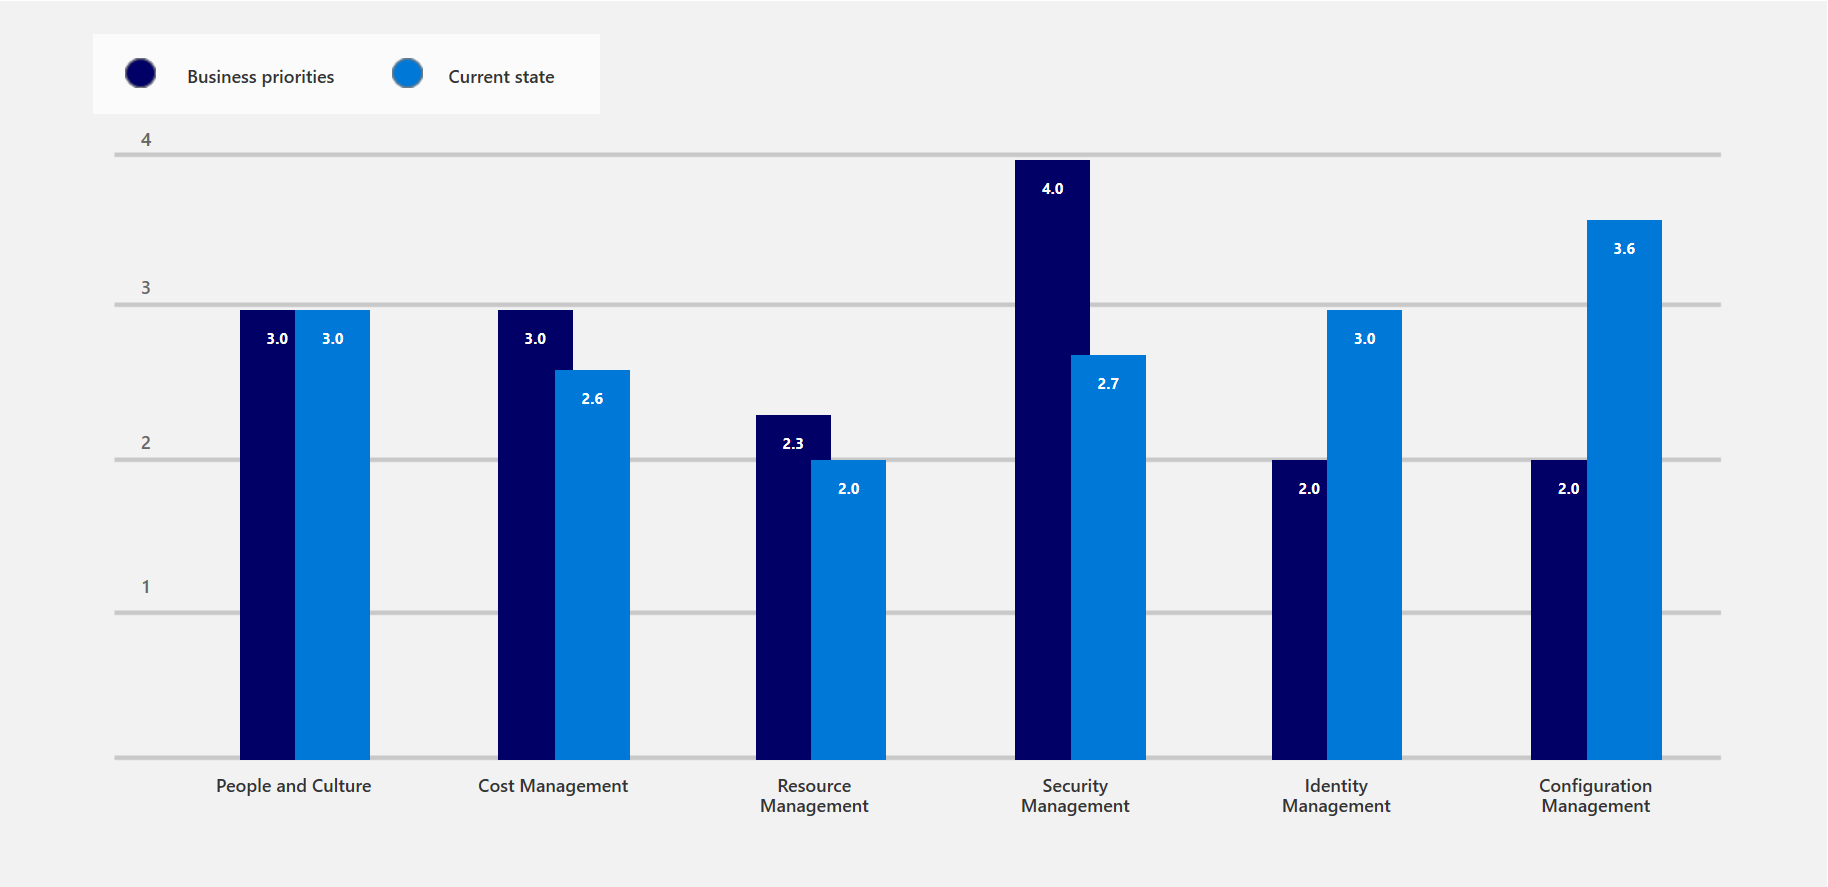 Business priorities
Current state
4
4.0
3.6
3
3.0
3.0
3.0
2.6
2.7
3.0
2
2.3
2.0
2.0
2.0
1
People and Culture
Cost Management
Resource
Management
Security
Management
Identity
Management
Configuration
Management